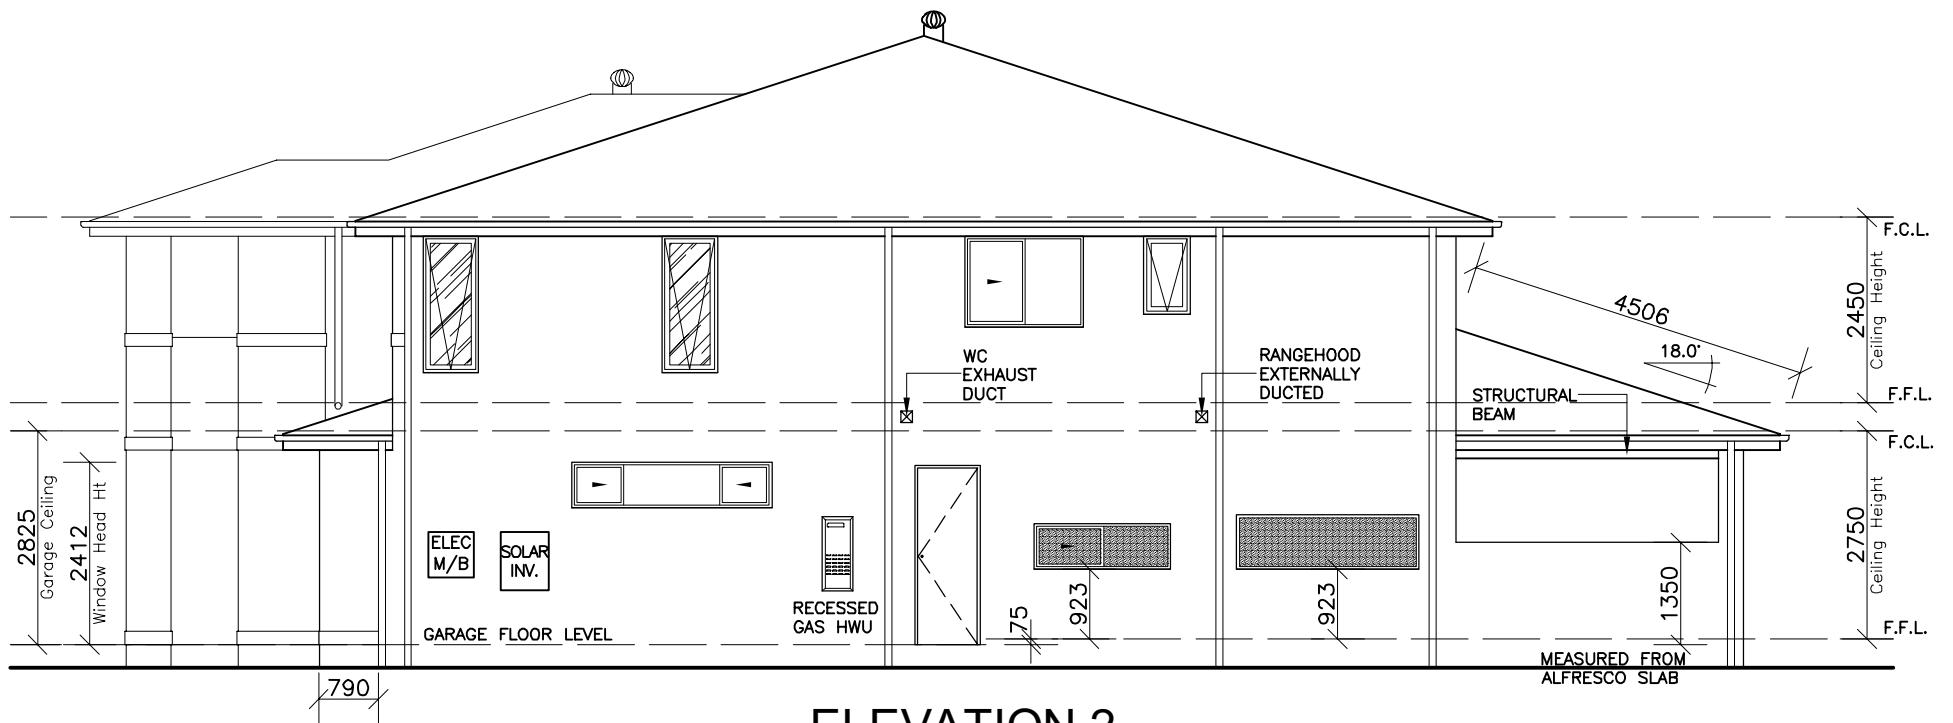 F.C.L.
2450
Ceiling Height
4506
18.0°
WC
EXHAUST
DUCT
RANGEHOOD
EXTERNALLY
DUCTED
STRUCTURAL
BEAM
F.F.L.
F.C.L.
2825
Garage Ceiling
2412
Window Head Ht
ELEC
M/B
SOLAR
INV.
RECESSED
GAS HWU
GARAGE FLOOR LEVEL
75
923
923
1350
2750
Ceiling Height
F.F.L.
MEASURED FROM
ALFRESCO SLAB
790